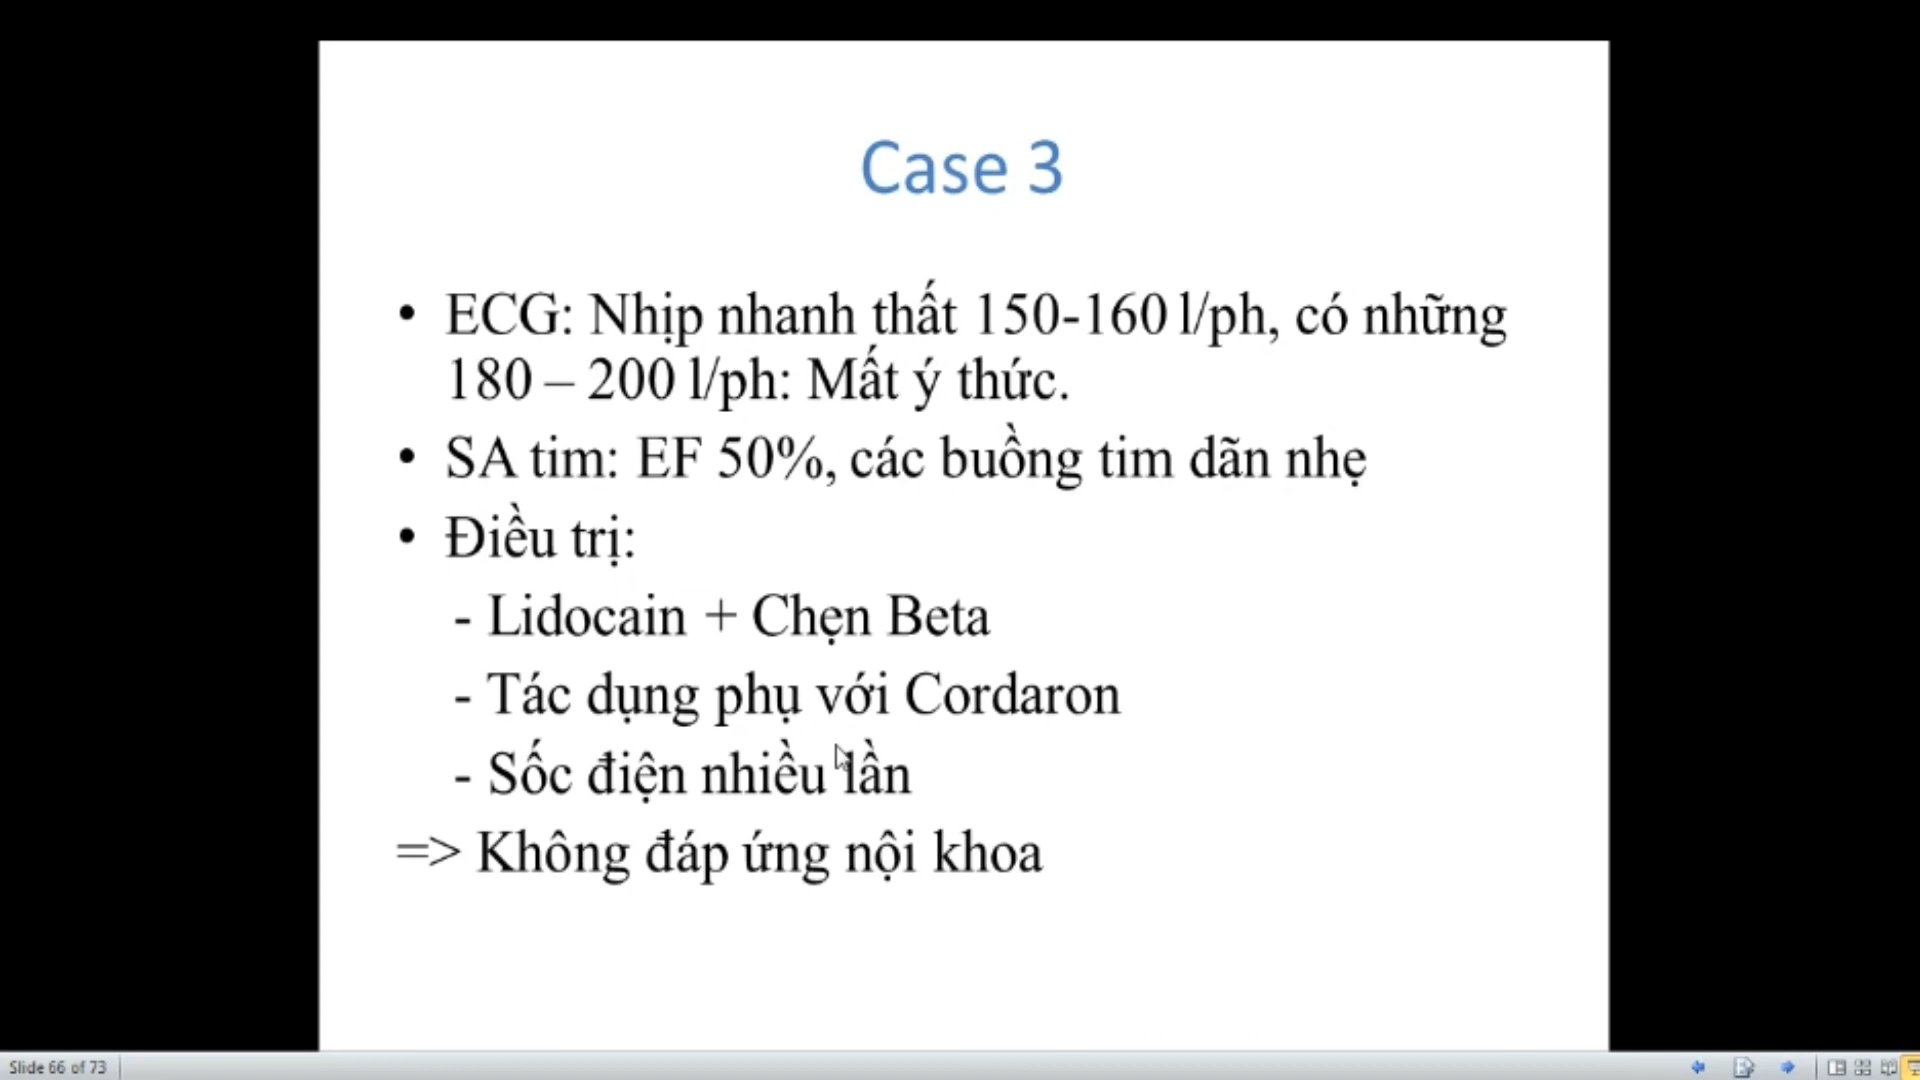 Case 3
• ECG: Nhịp nhanh thất 150-160 l/ph, có những
180 – 200 l/ph: Mất ý thức.
• SA tim: EF 50%, các buồng tim dãn nhẹ
• Điều trị:
- Lidocain + Chẹn Beta
- Tác dụng phụ với Cordaron
- Sốc điện nhiều lần
=> Không đáp ứng nội khoa
Slide 66 of 73